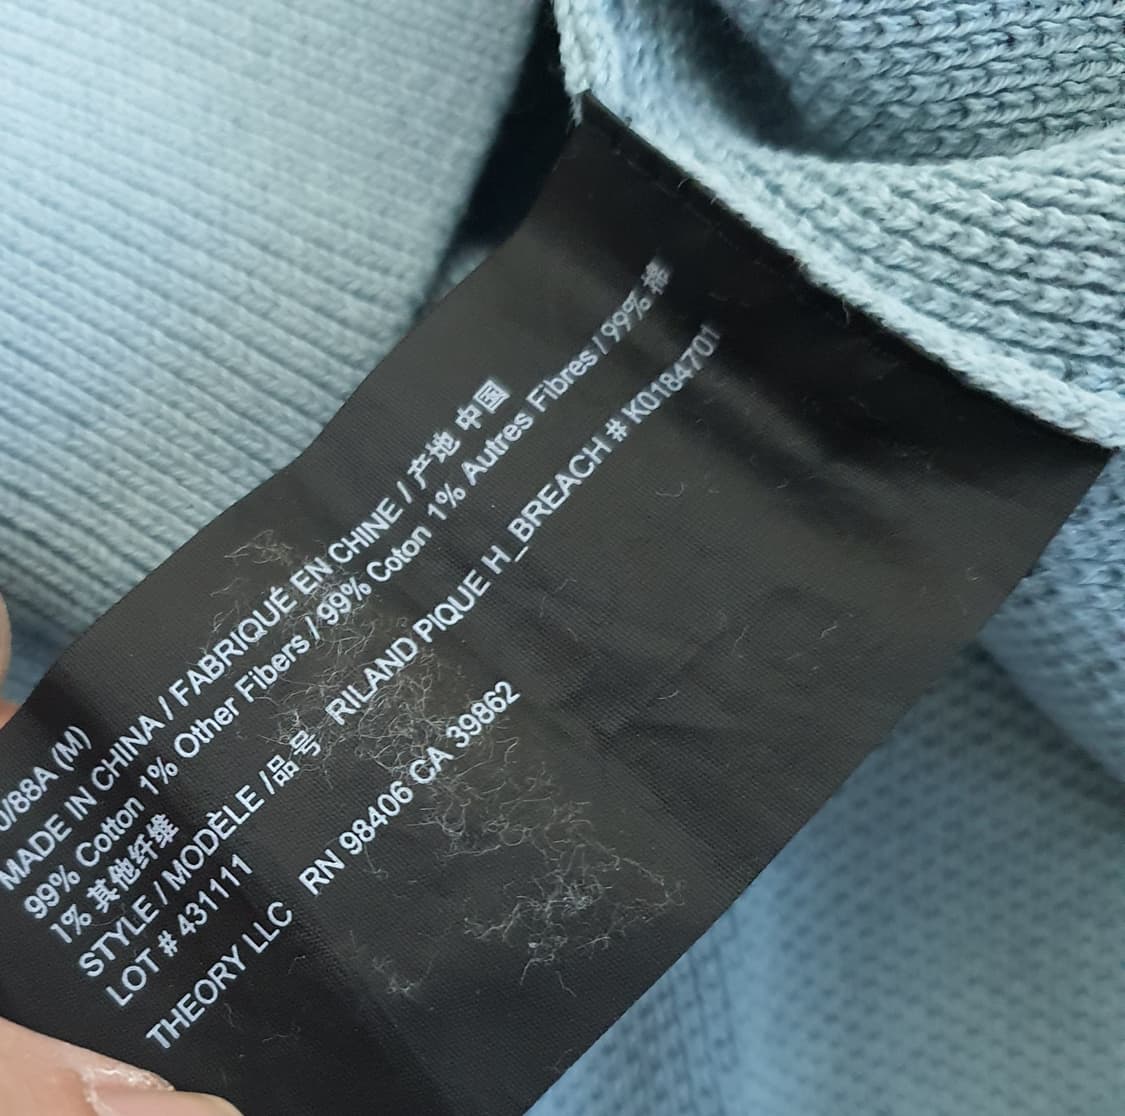 0/88A (M)
MADE IN CHINA / FABRIQUÉ EN CHINE / 产地 中国
99% Cotton 1% Other Fibers / 99% Coton 1% Autres Fibres / 99% 棉
1% 其他纤维
STYLE / MODÈLE /品号 RILAND PIQUE H_BREACH # K0184701
LOT # 431111
THEORY LLC RN 98406 CA 39862